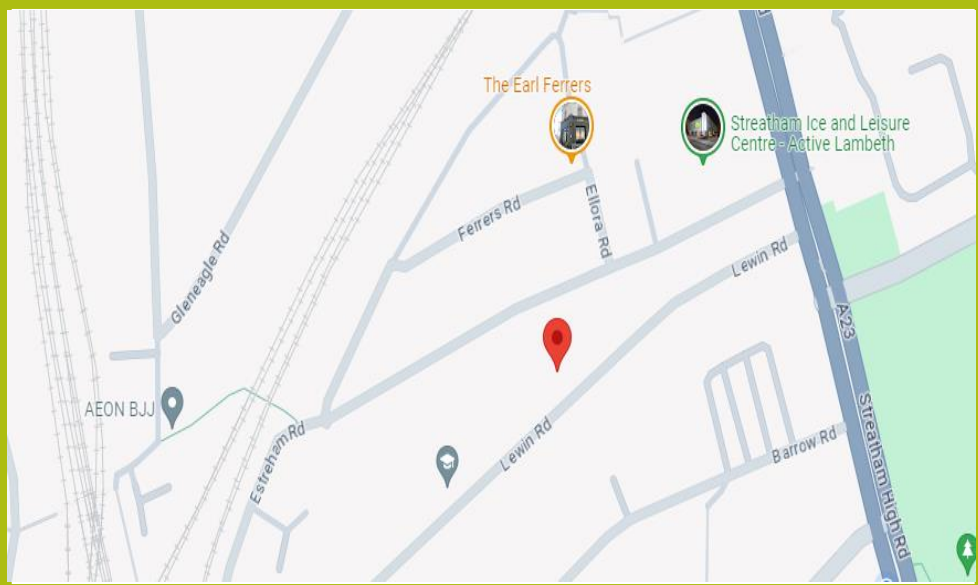 The Earl Ferrers
Streatham Ice and Leisure
Centre - Active Lambeth
Ferrers Rd
Ellora Rd
Gleneagle Rd
Lewin Rd
A23
AEON BJJ
Estreham Rd
Lewin Rd
Barrow Rd
Streatham High Rd